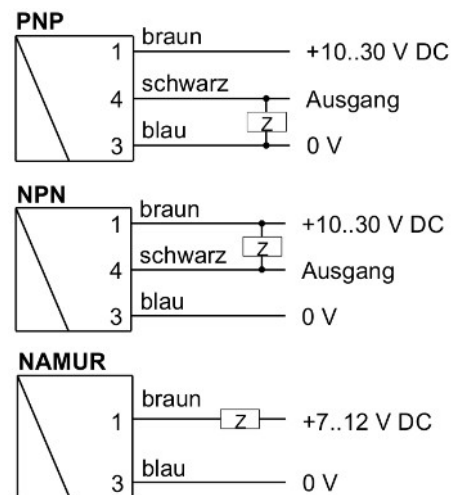 PNP
braun
1 +10..30 V DC
schwarz
4 Ausgang
Z
blau
3 0 V
NPN
braun
1 +10..30 V DC
Z
schwarz
4 Ausgang
blau
3 0 V
NAMUR
braun
1 Z +7..12 V DC
blau
3 0 V